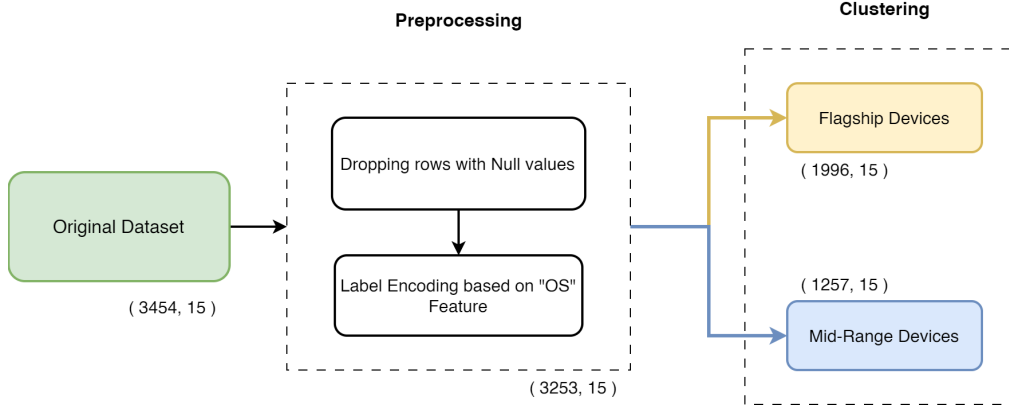 Preprocessing
Clustering
Original Dataset
( 3454, 15 )
Dropping rows with Null values
Label Encoding based on "OS"
Feature
( 3253, 15 )
Flagship Devices
( 1996, 15 )
( 1257, 15 )
Mid-Range Devices